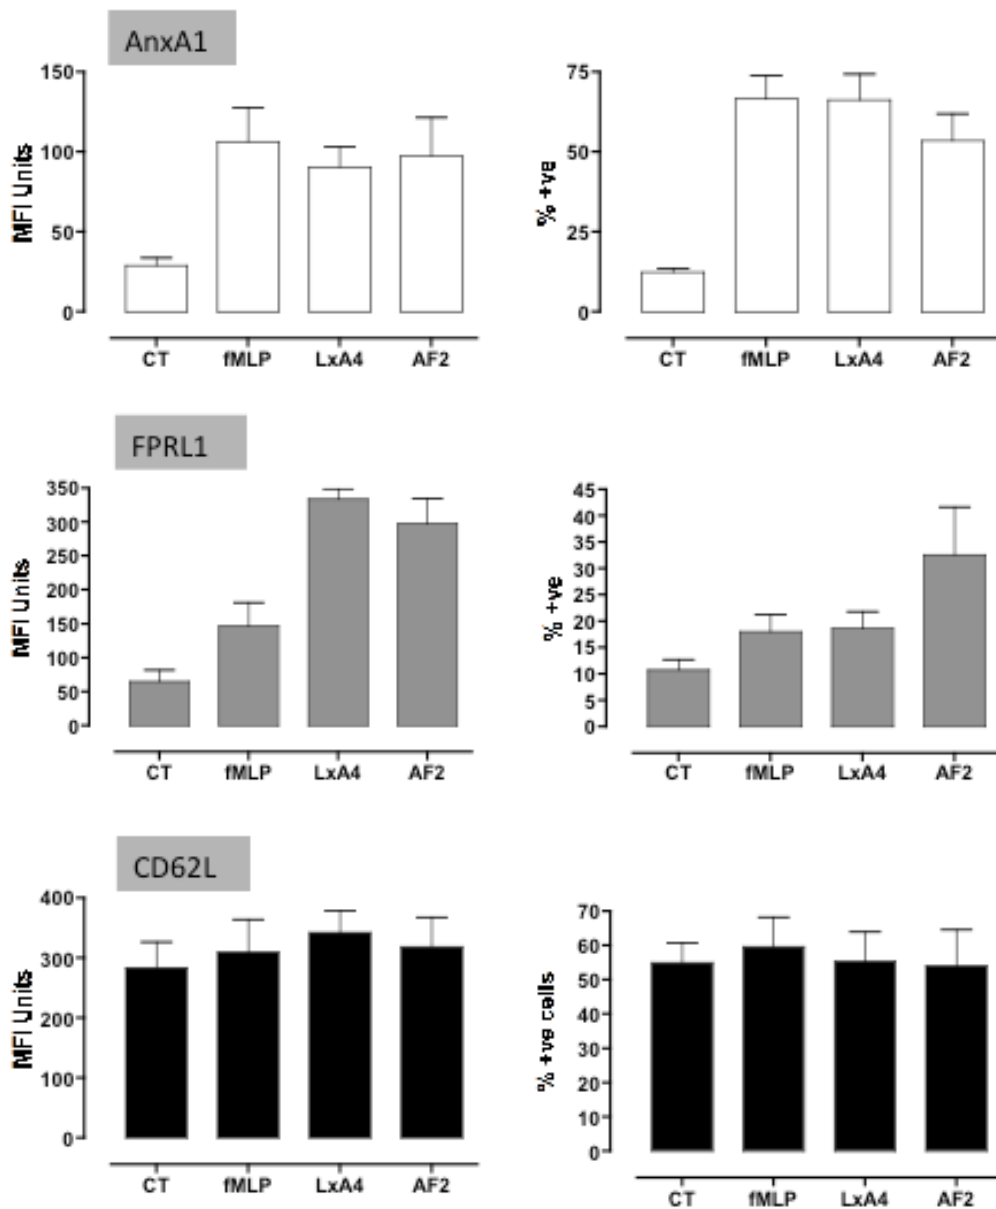 AnxA1
MFI Units
150
100
50
0
CT fMLP LxA4 AF2
% +ve
75
50
25
0
CT fMLP LxA4 AF2
FPRL1
MFI Units
350
300
250
200
150
100
50
0
CT fMLP LxA4 AF2
% +ve
45
40
35
30
25
20
15
10
5
0
CT fMLP LxA4 AF2
CD62L
MFI Units
400
300
200
100
0
CT fMLP LxA4 AF2
% +ve cells
70
60
50
40
30
20
10
0
CT fMLP LxA4 AF2